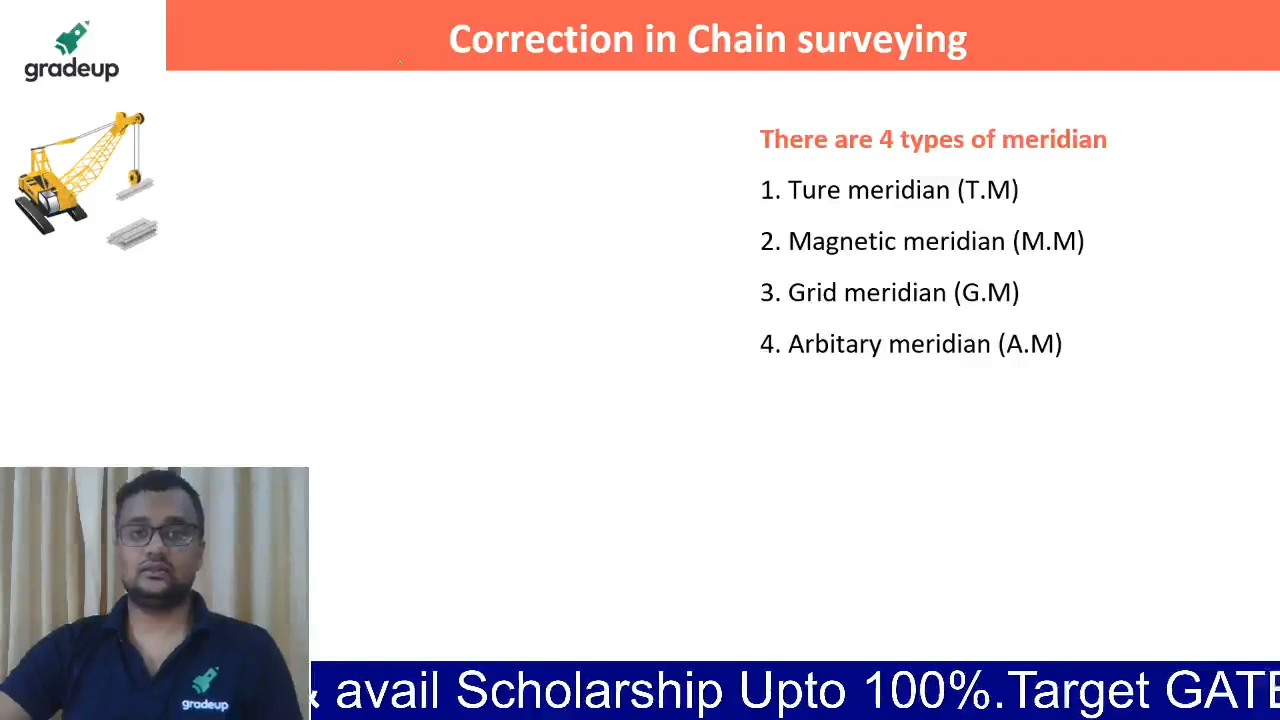 gradeup
Correction in Chain surveying
There are 4 types of meridian
1. Ture meridian (T.M)
2. Magnetic meridian (M.M)
3. Grid meridian (G.M)
4. Arbitary meridian (A.M)
gradeup
& avail Scholarship Upto 100%.Target GATE